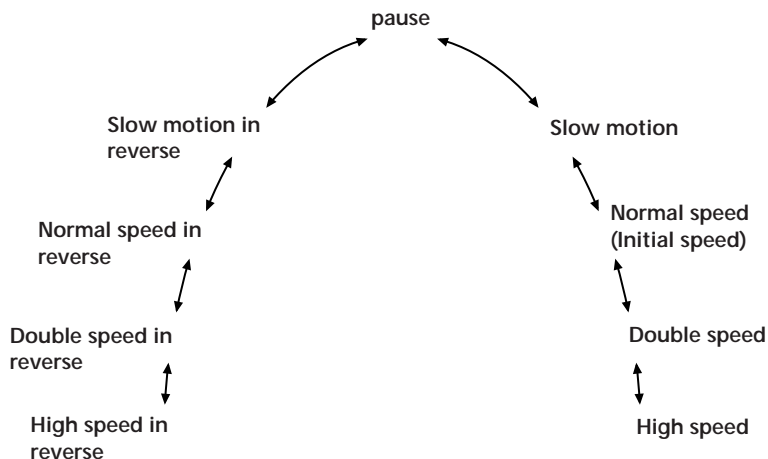 pause
Slow motion in
reverse
Slow motion
Normal speed in
reverse
Normal speed
(Initial speed)
Double speed in
reverse
Double speed
High speed in
reverse
High speed